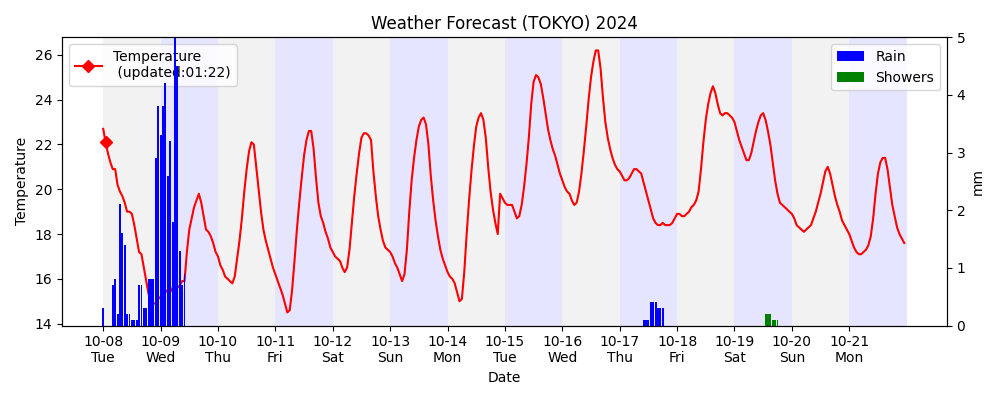 Weather Forecast (TOKYO) 2024
Temperature
(updated:01:22)
Rain
Showers
Temperature
26
24
22
20
18
16
14
5
4
3
2
1
0
mm
10-08 10-09 10-10 10-11 10-12 10-13 10-14 10-15 10-16 10-17 10-18 10-19 10-20 10-21
Tue Wed Thu Fri Sat Sun Mon Tue Wed Thu Fri Sat Sun Mon
Date